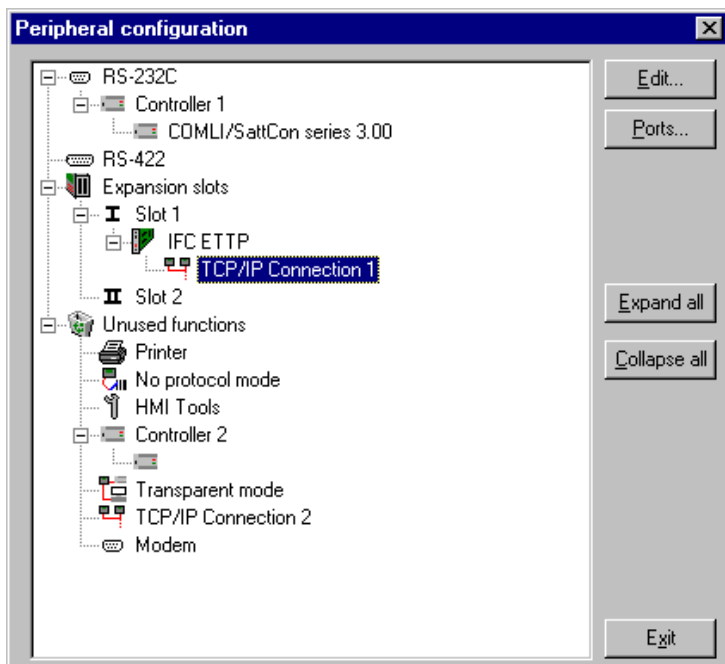 Peripheral configuration
RS-232C
Controller 1
COMLI/SattCon series 3.00
RS-422
Expansion slots
I Slot 1
IFC ETTP
TCP/IP Connection 1
II Slot 2
Unused functions
Printer
No protocol mode
HMI Tools
Controller 2
Transparent mode
TCP/IP Connection 2
Modem
Edit...
Ports...
Expand all
Collapse all
Exit